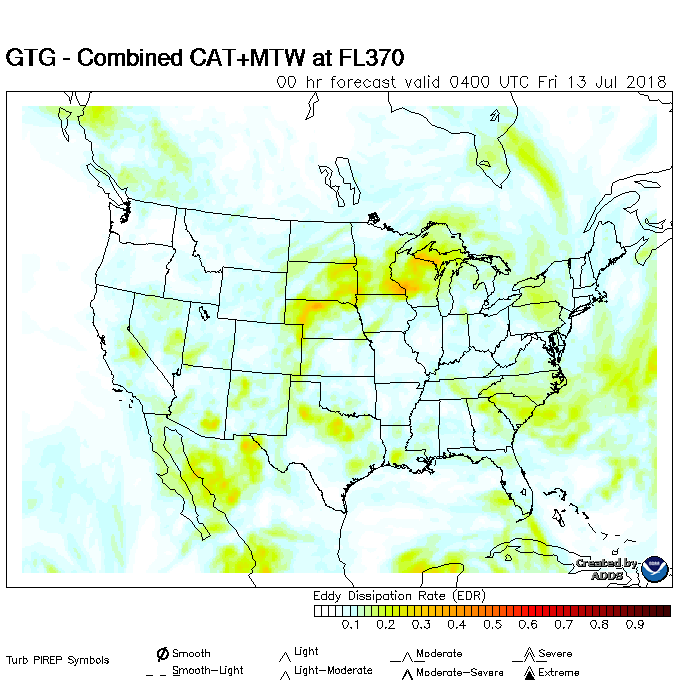 GTG - Combined CAT+MTW at FL370
00 hr forecast valid 0400 UTC Fri 13 Jul 2018
Created by
ADDS
Eddy Dissipation Rate (EDR)
0.1 0.2 0.3 0.4 0.5 0.6 0.7 0.8 0.9
Turb PIREP Symbols
Smooth Light Moderate Severe
Smooth-Light Light-Moderate Moderate-Severe Extreme